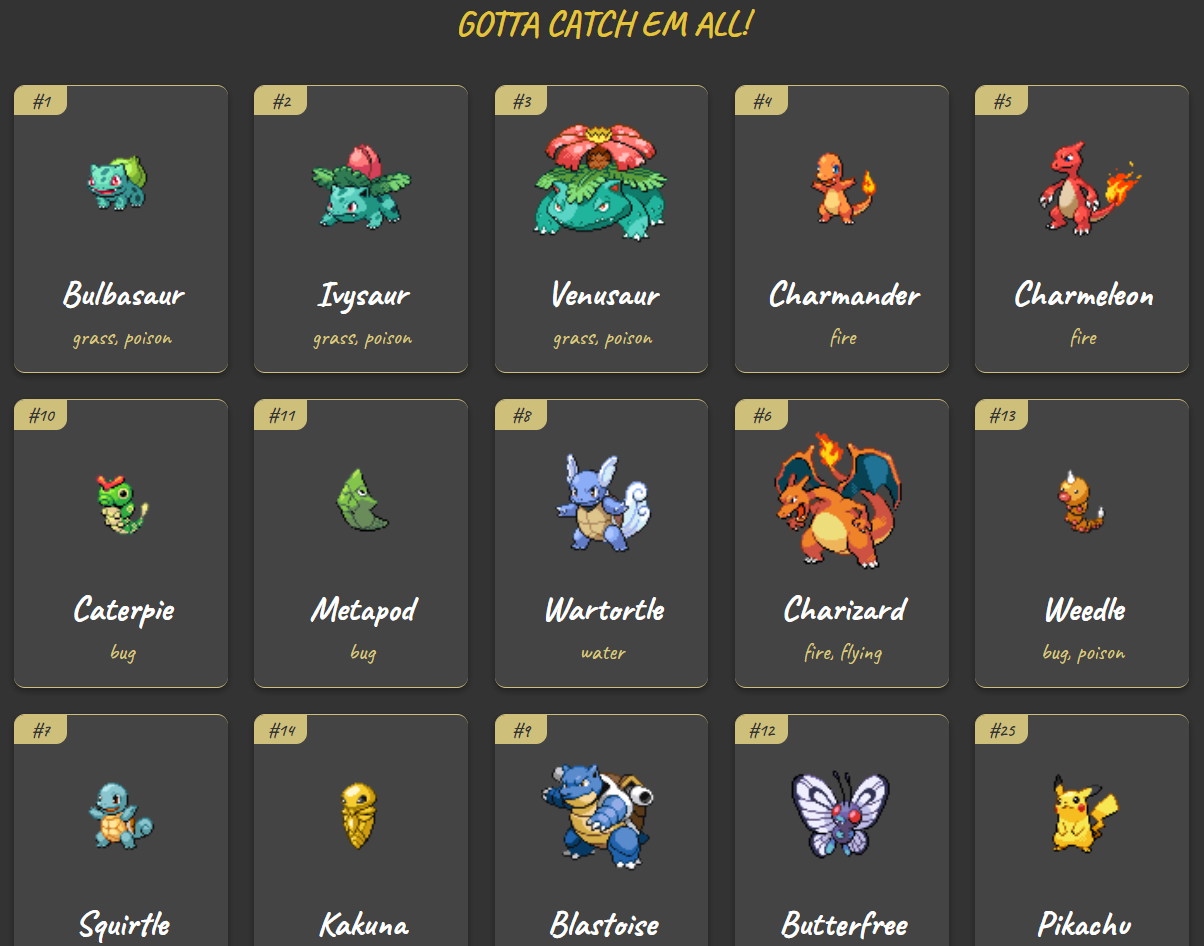 GOTTA CATCH EM ALL!
#1 #2 #3 #4 #5
Bulbasaur Ivysaur Venusaur Charmander Charmeleon
grass, poison grass, poison grass, poison fire fire
#10 #11 #8 #6 #13
Caterpie Metapod Wartortle Charizard Weedle
bug bug water fire, flying bug, poison
#7 #14 #9 #12 #25
Squirtle Kakuna Blastoise Butterfree Pikachu